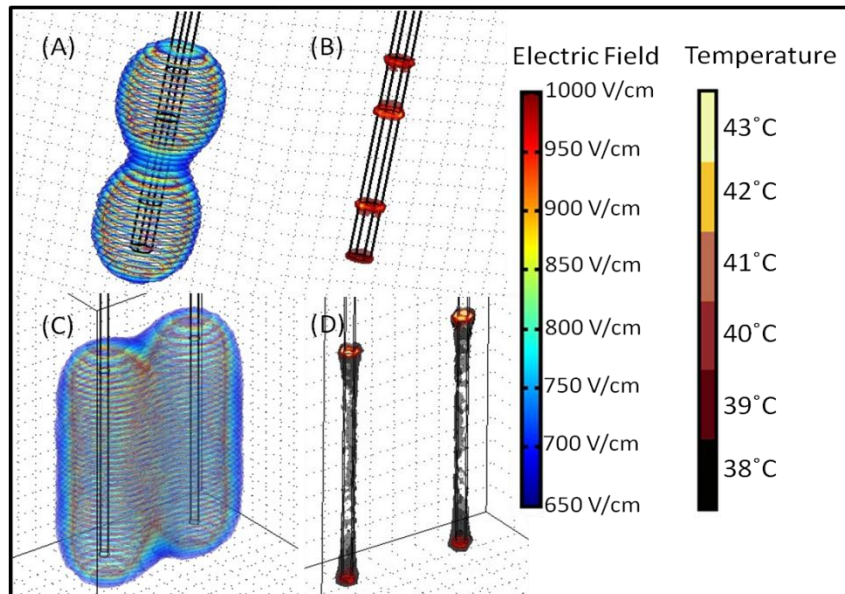 (A)
(B)
(C)
(D)
Electric Field
1000 V/cm
950 V/cm
900 V/cm
850 V/cm
800 V/cm
750 V/cm
700 V/cm
650 V/cm
Temperature
43˚C
42˚C
41˚C
40˚C
39˚C
38˚C